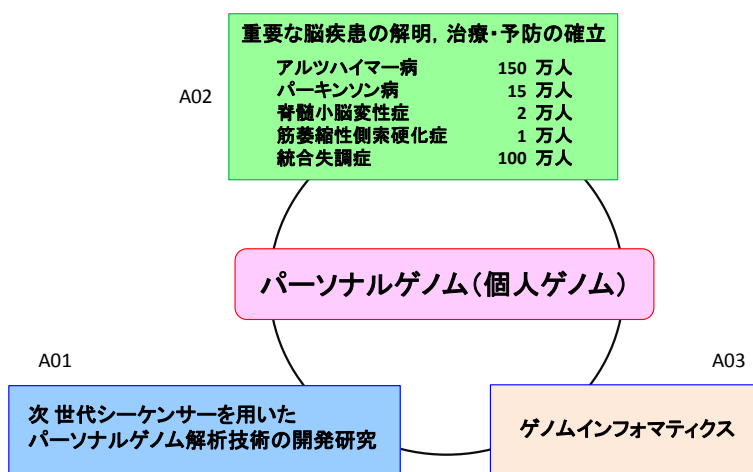 重要な脳疾患の解明，治療・予防の確立
アルツハイマー病 150 万人
パーキンソン病 15 万人
脊髄小脳変性症 2 万人
筋萎縮性側索硬化症 1 万人
統合失調症 100 万人
A02
パーソナルゲノム（個人ゲノム）
A01
次世代シーケンサーを用いた
パーソナルゲノム解析技術の開発研究
A03
ゲノムインフォマティクス